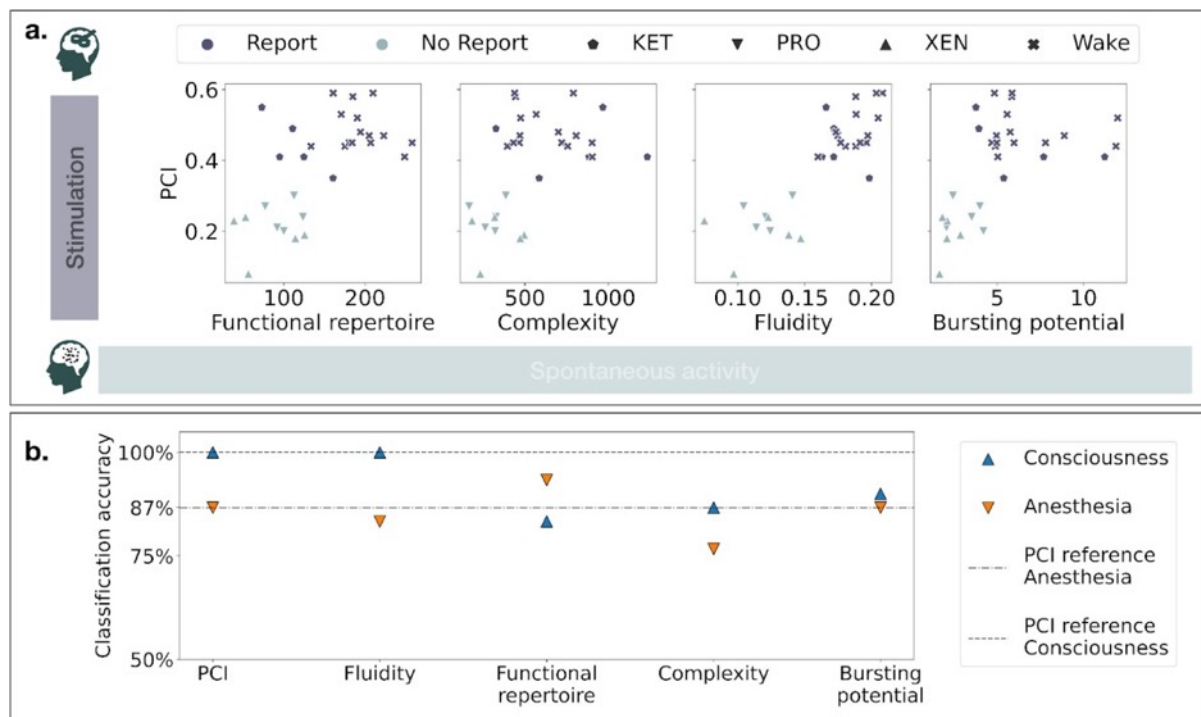 a.
Report No Report KET PRO XEN Wake
Stimulation
PCI
0.6
0.4
0.2
100 200
500 1000
0.10 0.15 0.20
5 10
Functional repertoire
Complexity
Fluidity
Bursting potential
Spontaneous activity
b.
Classification accuracy
100%
87%
75%
50%
PCI
Fluidity
Functional
repertoire
Complexity
Bursting
potential
Consciousness
Anesthesia
PCI reference
Anesthesia
PCI reference
Consciousness